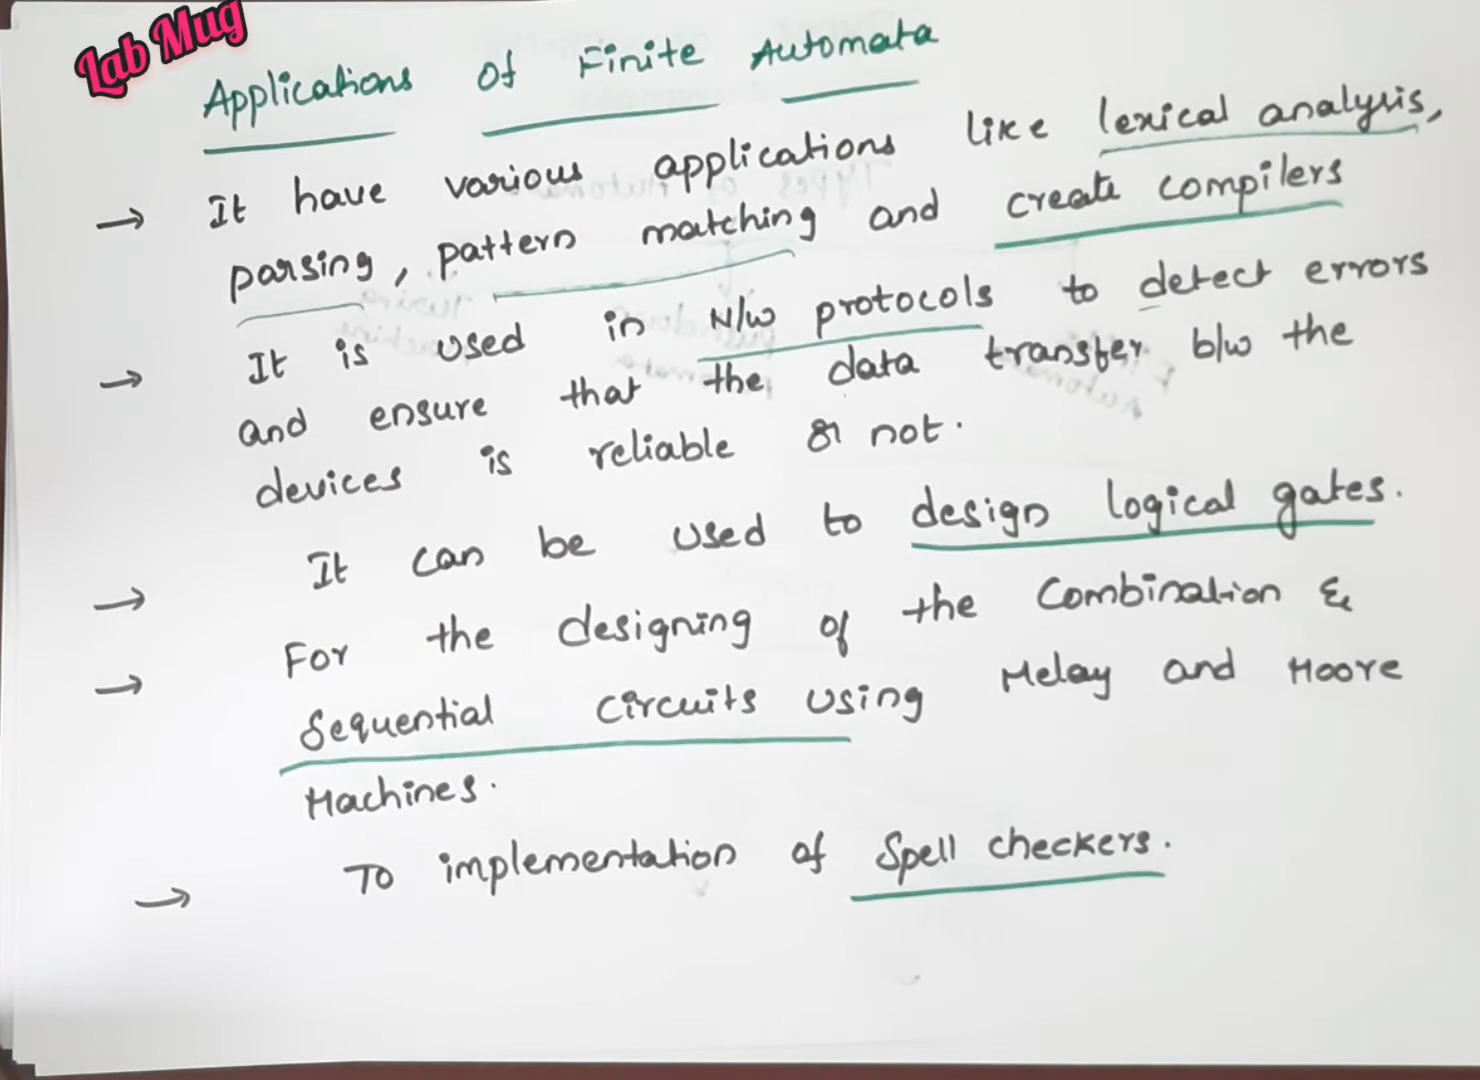 Lab Mug
Applications of Finite Automata
→ It have various applications like lexical analysis,
parsing, pattern matching and create compilers
→ It is used in N/w protocols to detect errors
and ensure that the data transfer b/w the
devices is reliable or not.
→ It can be used to design logical gates.
→ For the designing of the Combination &
Sequential circuits using Melay and Moore
Machines.
→ To implementation of Spell checkers.